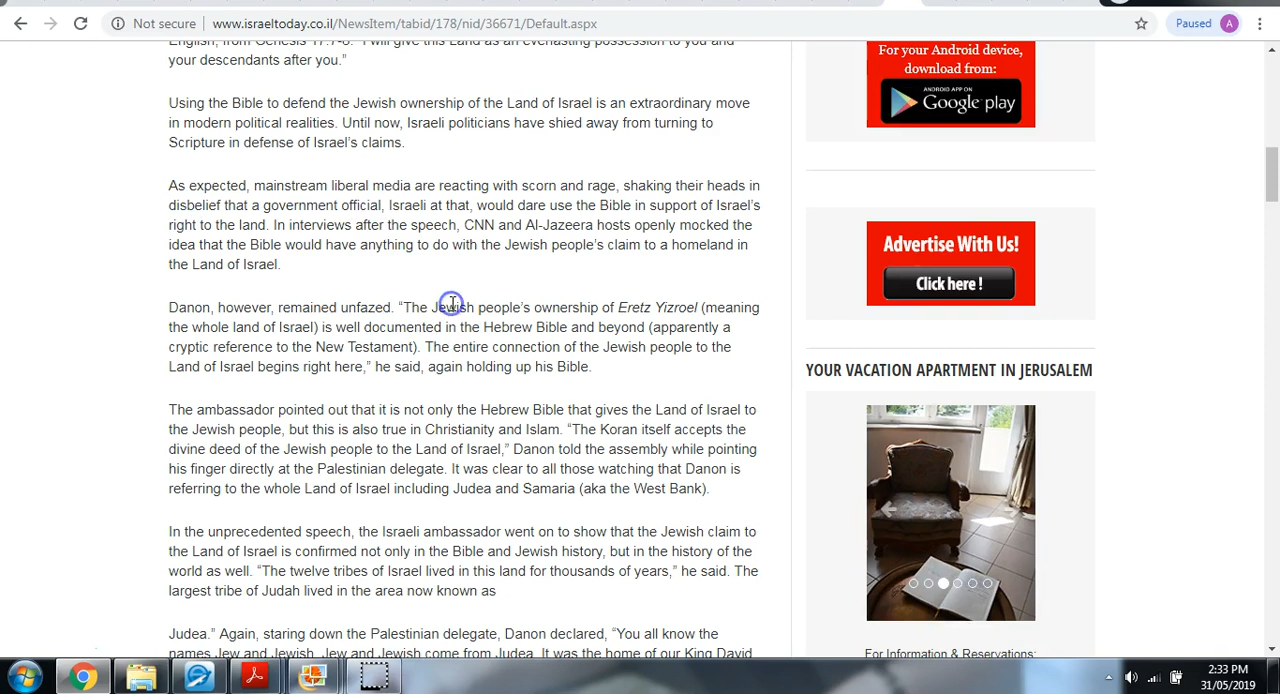 Not secure
www.israeltoday.co.il/NewsItem/tabid/178/nid/36671/Default.aspx
Paused
A
English, from Genesis 17:7-8: “I will give this Land as an everlasting possession to you and
your descendants after you.”
Using the Bible to defend the Jewish ownership of the Land of Israel is an extraordinary move
in modern political realities. Until now, Israeli politicians have shied away from turning to
Scripture in defense of Israel’s claims.
As expected, mainstream liberal media are reacting with scorn and rage, shaking their heads in
disbelief that a government official, Israeli at that, would dare use the Bible in support of Israel’s
right to the land. In interviews after the speech, CNN and Al-Jazeera hosts openly mocked the
idea that the Bible would have anything to do with the Jewish people’s claim to a homeland in
the Land of Israel.
Danon, however, remained unfazed. “The Jewish people’s ownership of Eretz Yizroel (meaning
the whole land of Israel) is well documented in the Hebrew Bible and beyond (apparently a
cryptic reference to the New Testament). The entire connection of the Jewish people to the
Land of Israel begins right here,” he said, again holding up his Bible.
The ambassador pointed out that it is not only the Hebrew Bible that gives the Land of Israel to
the Jewish people, but this is also true in Christianity and Islam. “The Koran itself accepts the
divine deed of the Jewish people to the Land of Israel,” Danon told the assembly while pointing
his finger directly at the Palestinian delegate. It was clear to all those watching that Danon is
referring to the whole Land of Israel including Judea and Samaria (aka the West Bank).
In the unprecedented speech, the Israeli ambassador went on to show that the Jewish claim to
the Land of Israel is confirmed not only in the Bible and Jewish history, but in the history of the
world as well. “The twelve tribes of Israel lived in this land for thousands of years,” he said. The
largest tribe of Judah lived in the area now known as
Judea.” Again, staring down the Palestinian delegate, Danon declared, “You all know the
names Jew and Jewish. Jew and Jewish come from Judea. It was the home of our King David
For your Android device,
download from:
ANDROID APP ON
Google play
Advertise With Us!
Click here !
YOUR VACATION APARTMENT IN JERUSALEM
For Information & Reservations:
2:33 PM
31/05/2019